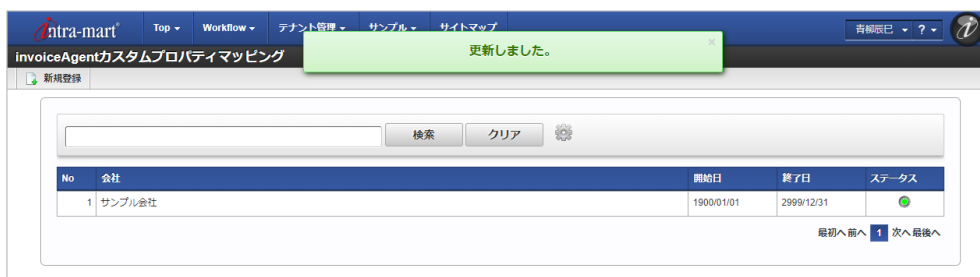 intra-mart Top Workflow テナント管理 サンプル サイトマップ 青柳辰巳 ?
更新しました。 ×
invoiceAgentカスタムプロパティマッピング
新規登録
検索 クリア
No 会社 開始日 終了日 ステータス
1 サンプル会社 1900/01/01 2999/12/31
最初へ 前へ 1 次へ 最後へ